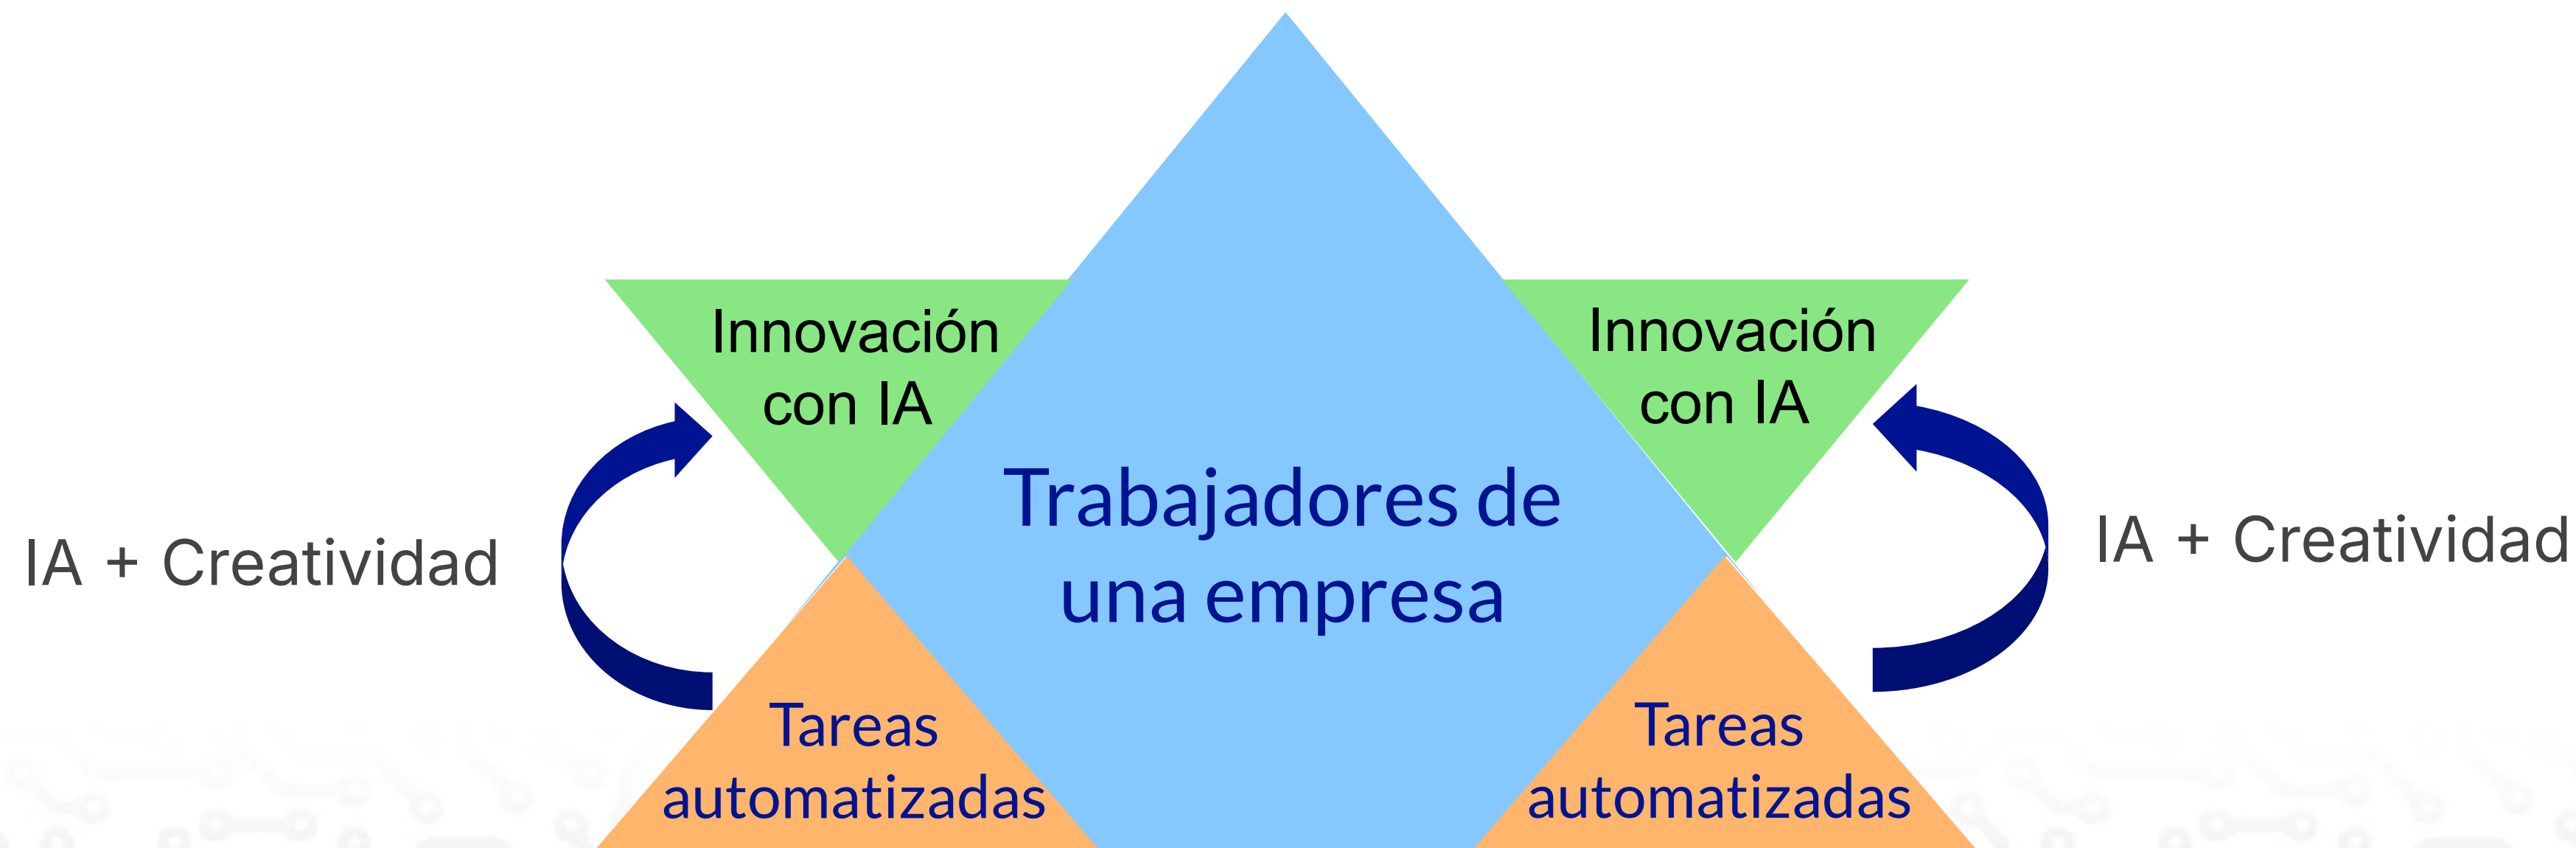 Innovación
con IA
Innovación
con IA
IA + Creatividad
Trabajadores de
una empresa
IA + Creatividad
Tareas
automatizadas
Tareas
automatizadas